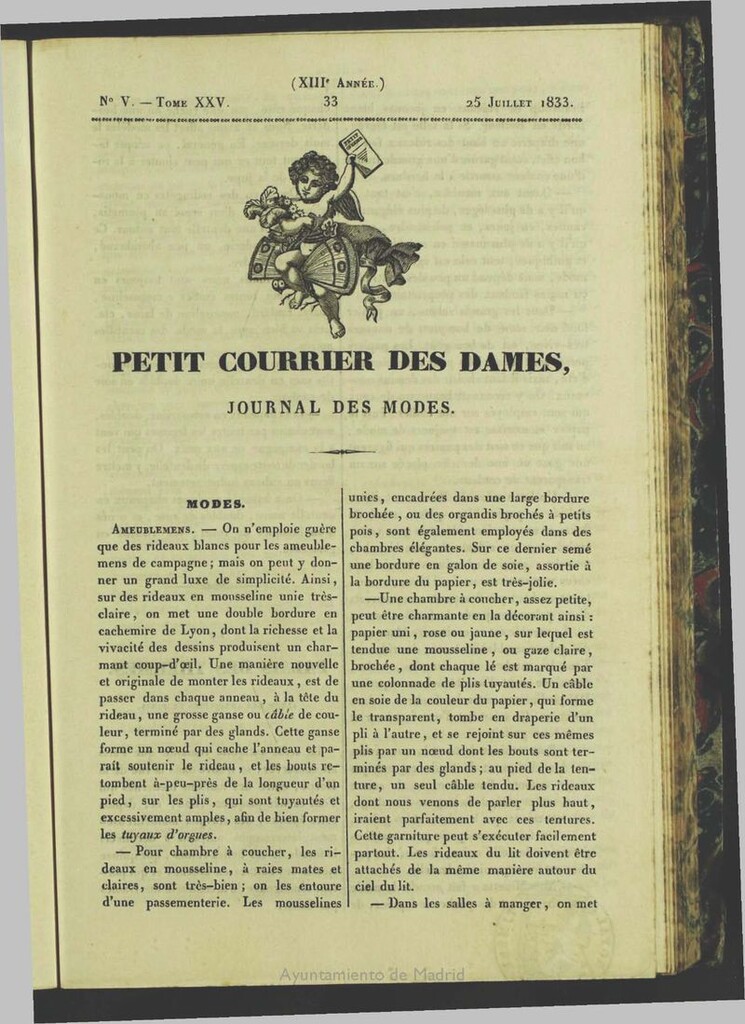 (XIIIe ANNÉE.)
No V. — TOME XXV.
33
25 JUILLET 1833.
PETIT COURRIER DES DAMES,
JOURNAL DES MODES.
MODES.
AMEUBLEMENS. — On n'emploie guère
que des rideaux blancs pour les ameuble-
mens de campagne ; mais on peut y don-
ner un grand luxe de simplicité. Ainsi,
sur des rideaux en mousseline unie très-
claire, on met une double bordure en
cachemire de Lyon, dont la richesse et la
vivacité des dessins produisent un char-
mant coup-d'œil. Une manière nouvelle
et originale de monter les rideaux, est de
passer dans chaque anneau, à la tête du
rideau, une grosse ganse ou câble de cou-
leur, terminé par des glands. Cette ganse
forme un nœud qui cache l'anneau et pa-
raît soutenir le rideau, et les bouts re-
tombent à-peu-près de la longueur d'un
pied, sur les plis, qui sont tuyautés et
excessivement amples, afin de bien former
les tuyaux d'orgues.
— Pour chambre à coucher, les ri-
deaux en mousseline, à raies mates et
claires, sont très-bien ; on les entoure
d'une passementerie. Les mousselines
unies, encadrées dans une large bordure
brochée, ou des organdis brochés à petits
pois, sont également employés dans des
chambres élégantes. Sur ce dernier semé
une bordure en galon de soie, assortie à
la bordure du papier, est très-jolie.
—Une chambre à coucher, assez petite,
peut être charmante en la décorant ainsi :
papier uni, rose ou jaune, sur lequel est
tendue une mousseline, ou gaze claire,
brochée, dont chaque lé est marqué par
une colonnade de plis tuyautés. Un câble
en soie de la couleur du papier, qui forme
le transparent, tombe en draperie d'un
pli à l'autre, et se rejoint sur ces mêmes
plis par un nœud dont les bouts sont ter-
minés par des glands ; au pied de la ten-
ture, un seul câble tendu. Les rideaux
dont nous venons de parler plus haut,
iraient parfaitement avec ces tentures.
Cette garniture peut s'exécuter facilement
partout. Les rideaux du lit doivent être
attachés de la même manière autour du
ciel du lit.
— Dans les salles à manger, on met
Ayuntamiento de Madrid